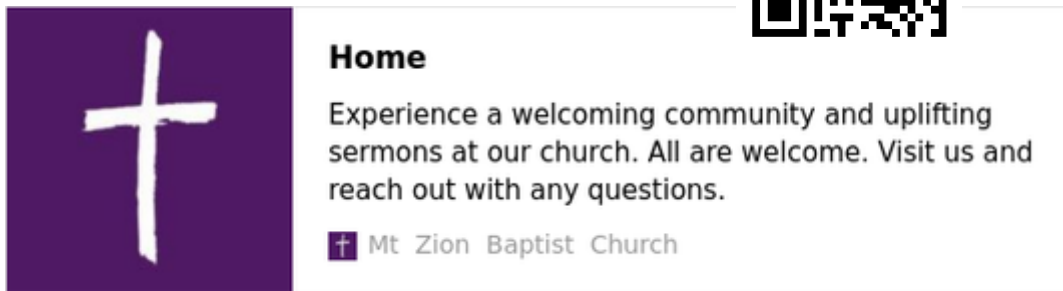 Home
Experience a welcoming community and uplifting
sermons at our church. All are welcome. Visit us and
reach out with any questions.
Mt Zion Baptist Church